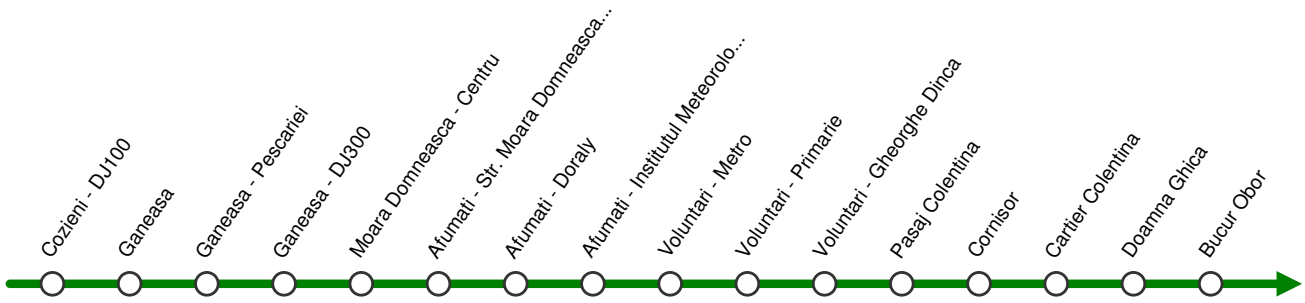 Cozieni - DJ100
Ganeasa
Ganeasa - Pescariei
Ganeasa - DJ300
Moara Domneasca - Centru
Afumati - Str. Moara Domneasca...
Afumati - Doraly
Afumati - Institutul Meteorolo...
Voluntari - Metro
Voluntari - Primarie
Voluntari - Gheorghe Dinca
Pasaj Colentina
Cornisor
Cartier Colentina
Doamna Ghica
Bucur Obor